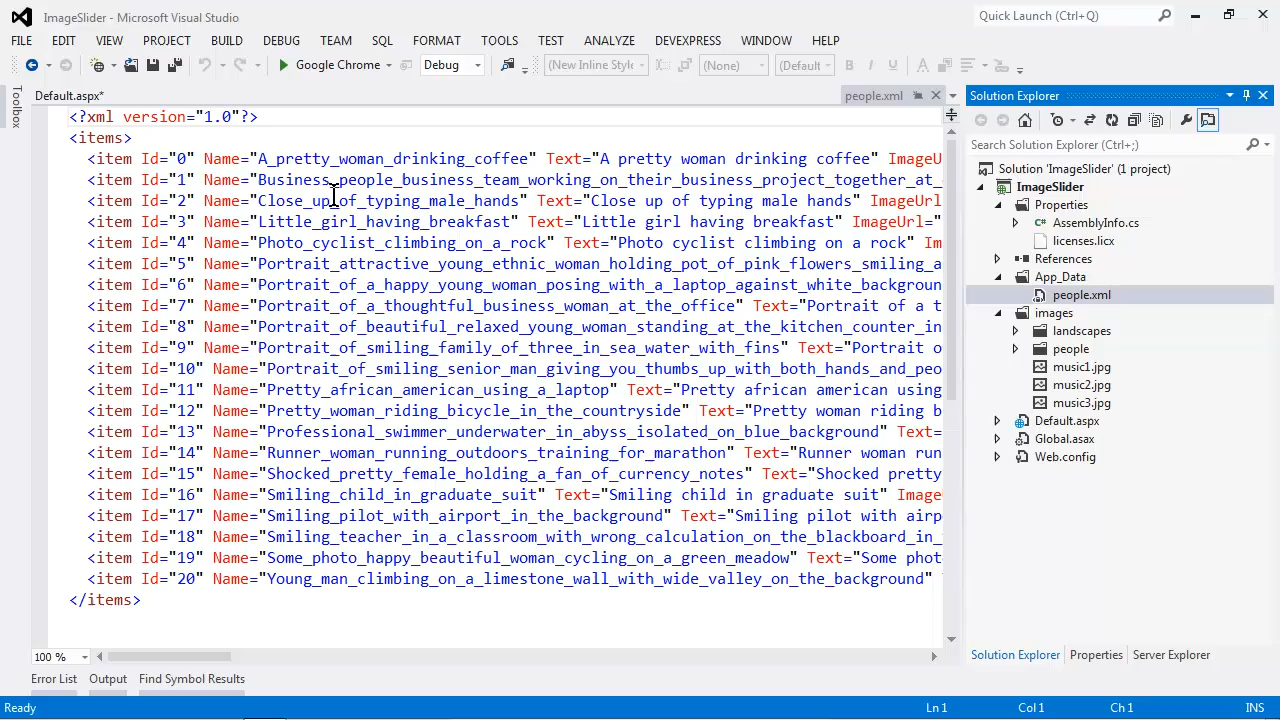 ImageSlider - Microsoft Visual Studio
Quick Launch (Ctrl+Q)
FILE EDIT VIEW PROJECT BUILD DEBUG TEAM SQL FORMAT TOOLS TEST ANALYZE DEVEXPRESS WINDOW HELP
Google Chrome Debug (New Inline Style (None) (Default B I U A
Toolbox
Default.aspx* people.xml
<?xml version="1.0"?>
<items>
<item Id="0" Name="A_pretty_woman_drinking_coffee" Text="A pretty woman drinking coffee" ImageU
<item Id="1" Name="Business_people_business_team_working_on_their_business_project_together_at_
<item Id="2" Name="Close_up_of_typing_male_hands" Text="Close up of typing male hands" ImageUrl
<item Id="3" Name="Little_girl_having_breakfast" Text="Little girl having breakfast" ImageUrl="
<item Id="4" Name="Photo_cyclist_climbing_on_a_rock" Text="Photo cyclist climbing on a rock" Im
<item Id="5" Name="Portrait_attractive_young_ethnic_woman_holding_pot_of_pink_flowers_smiling_a
<item Id="6" Name="Portrait_of_a_happy_young_woman_posing_with_a_laptop_against_white_backgroun
<item Id="7" Name="Portrait_of_a_thoughtful_business_woman_at_the_office" Text="Portrait of a t
<item Id="8" Name="Portrait_of_beautiful_relaxed_young_woman_standing_at_the_kitchen_counter_in
<item Id="9" Name="Portrait_of_smiling_family_of_three_in_sea_water_with_fins" Text="Portrait o
<item Id="10" Name="Portrait_of_smiling_senior_man_giving_you_thumbs_up_with_both_hands_and_peo
<item Id="11" Name="Pretty_african_american_using_a_laptop" Text="Pretty african american using
<item Id="12" Name="Pretty_woman_riding_bicycle_in_the_countryside" Text="Pretty woman riding b
<item Id="13" Name="Professional_swimmer_underwater_in_abyss_isolated_on_blue_background" Text=
<item Id="14" Name="Runner_woman_running_outdoors_training_for_marathon" Text="Runner woman run
<item Id="15" Name="Shocked_pretty_female_holding_a_fan_of_currency_notes" Text="Shocked pretty
<item Id="16" Name="Smiling_child_in_graduate_suit" Text="Smiling child in graduate suit" Image
<item Id="17" Name="Smiling_pilot_with_airport_in_the_background" Text="Smiling pilot with airp
<item Id="18" Name="Smiling_teacher_in_a_classroom_with_wrong_calculation_on_the_blackboard_in_
<item Id="19" Name="Some_photo_happy_beautiful_woman_cycling_on_a_green_meadow" Text="Some phot
<item Id="20" Name="Young_man_climbing_on_a_limestone_wall_with_wide_valley_on_the_background"
</items>
100 %
Error List Output Find Symbol Results
Solution Explorer
Search Solution Explorer (Ctrl+;)
Solution 'ImageSlider' (1 project)
ImageSlider
Properties
AssemblyInfo.cs
licenses.licx
References
App_Data
people.xml
images
landscapes
people
music1.jpg
music2.jpg
music3.jpg
Default.aspx
Global.asax
Web.config
Solution Explorer Properties Server Explorer
Ready Ln 1 Col 1 Ch 1 INS